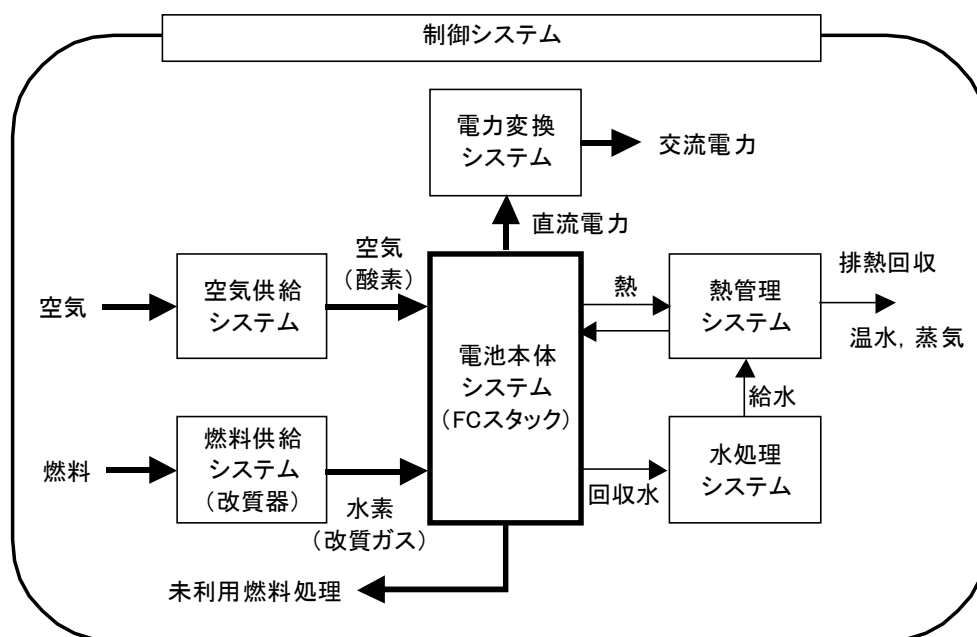 制御システム
電力変換
システム
交流電力
直流電力
空気
(酸素)
空気
空気供給
システム
電池本体
システム
(FCスタック)
熱
熱管理
システム
排熱回収
温水, 蒸気
給水
燃料
燃料供給
システム
(改質器)
水素
(改質ガス)
回収水
水処理
システム
未利用燃料処理